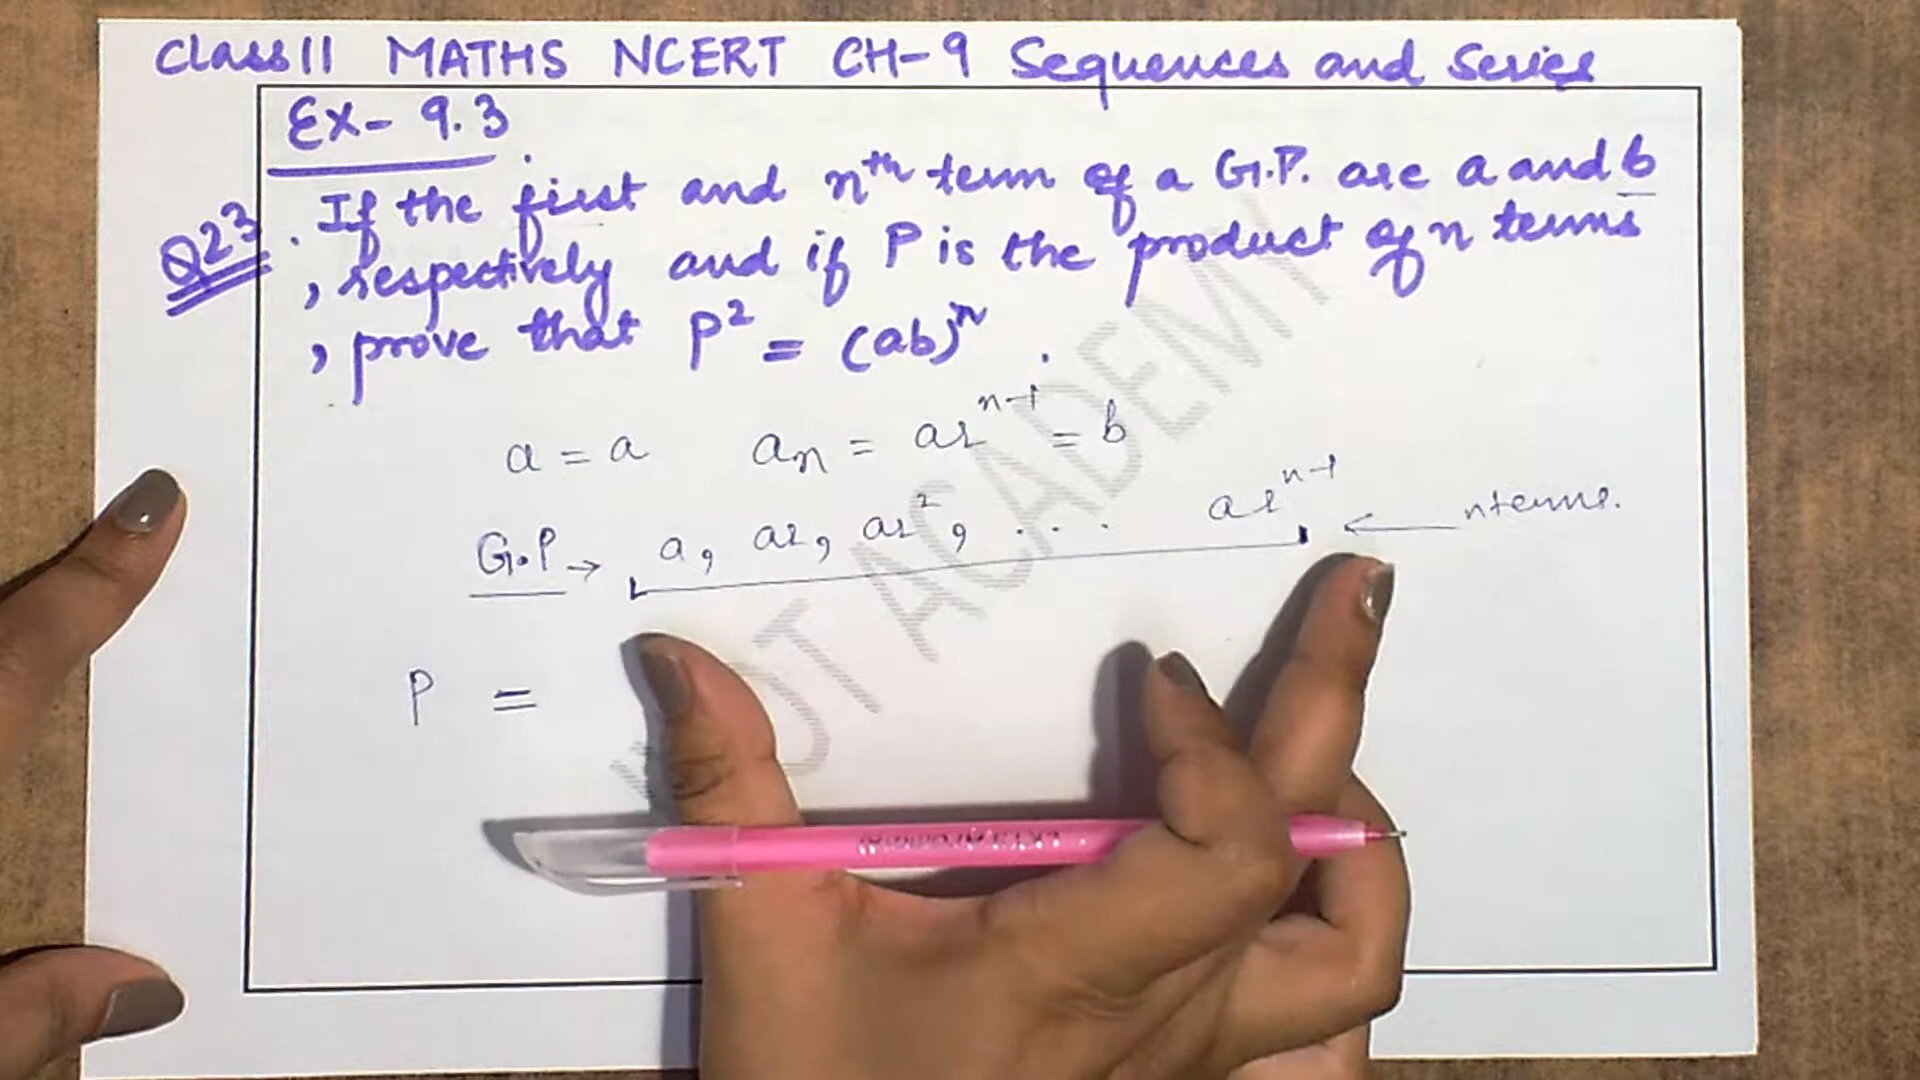 Class 11 MATHS NCERT CH-9 Sequences and Series
Ex- 9.3
Q23. If the first and nth term of a G.P. are a and b
, respectively and if P is the product of n terms
, prove that P² = (ab)ⁿ .
a = a aₙ = arⁿ⁻¹ = b
G.P → a, ar, ar², . . . arⁿ⁻¹ ← n terms.
P =